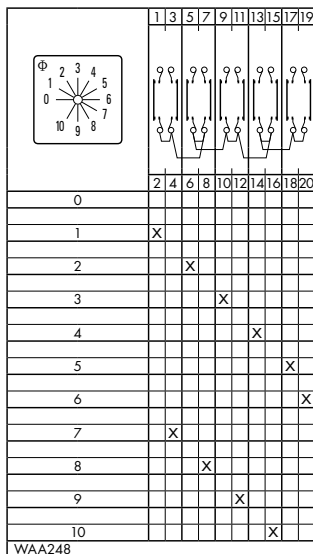 1 3 5 7 9 11 13 15 17 19
Φ
0 1 2 3 4 5 6 7 8 9 10
2 4 6 8 10 12 14 16 18 20
0
1 X
2 X
3 X
4 X
5 X
6 X
7 X
8 X
9 X
10 X
WAA248